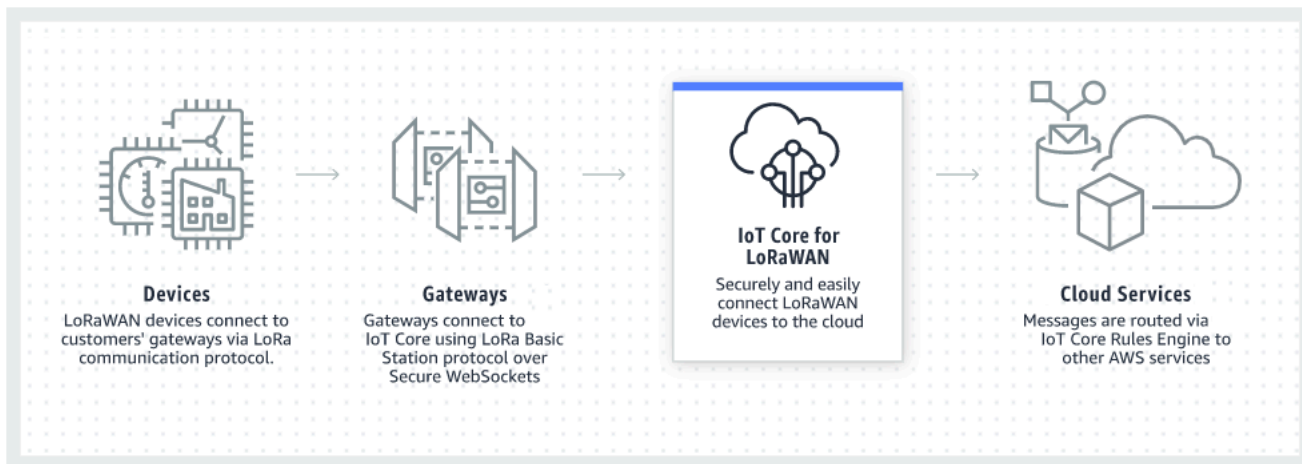 Devices
LoRaWAN devices connect to
customers' gateways via LoRa
communication protocol.
Gateways
Gateways connect to
IoT Core using LoRa Basic
Station protocol over
Secure WebSockets
IoT Core for
LoRaWAN
Securely and easily
connect LoRaWAN
devices to the cloud
Cloud Services
Messages are routed via
IoT Core Rules Engine to
other AWS services